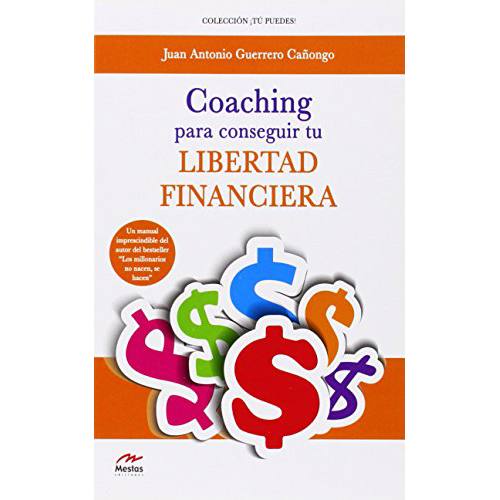 COLECCIÓN ¡TÚ PUEDES!
Juan Antonio Guerrero Cañongo
Coaching
para conseguir tu
LIBERTAD
FINANCIERA
Un manual
imprescindible del
autor del bestseller
"Los millonarios
no nacen, se
hacen"
Mestas
ediciones